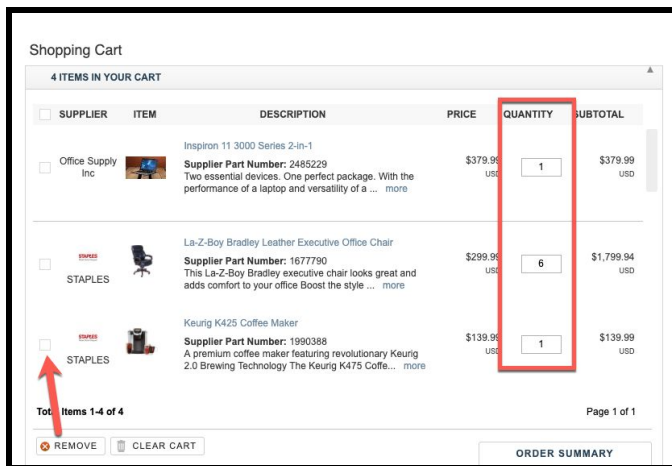 Shopping Cart
4 ITEMS IN YOUR CART
SUPPLIER ITEM DESCRIPTION PRICE QUANTITY SUBTOTAL
Inspiron 11 3000 Series 2-in-1
Office Supply Inc
Supplier Part Number: 2485229
Two essential devices. One perfect package. With the
performance of a laptop and versatility of a ... more
$379.99 USD
1
$379.99 USD
La-Z-Boy Bradley Leather Executive Office Chair
STAPLES
STAPLES
Supplier Part Number: 1677790
This La-Z-Boy Bradley executive chair looks great and
adds comfort to your office Boost the style ... more
$299.99 USD
6
$1,799.94 USD
Keurig K425 Coffee Maker
STAPLES
STAPLES
Supplier Part Number: 1990388
A premium coffee maker featuring revolutionary Keurig
2.0 Brewing Technology The Keurig K475 Coffe... more
$139.99 USD
1
$139.99 USD
Total Items 1-4 of 4 Page 1 of 1
REMOVE CLEAR CART
ORDER SUMMARY